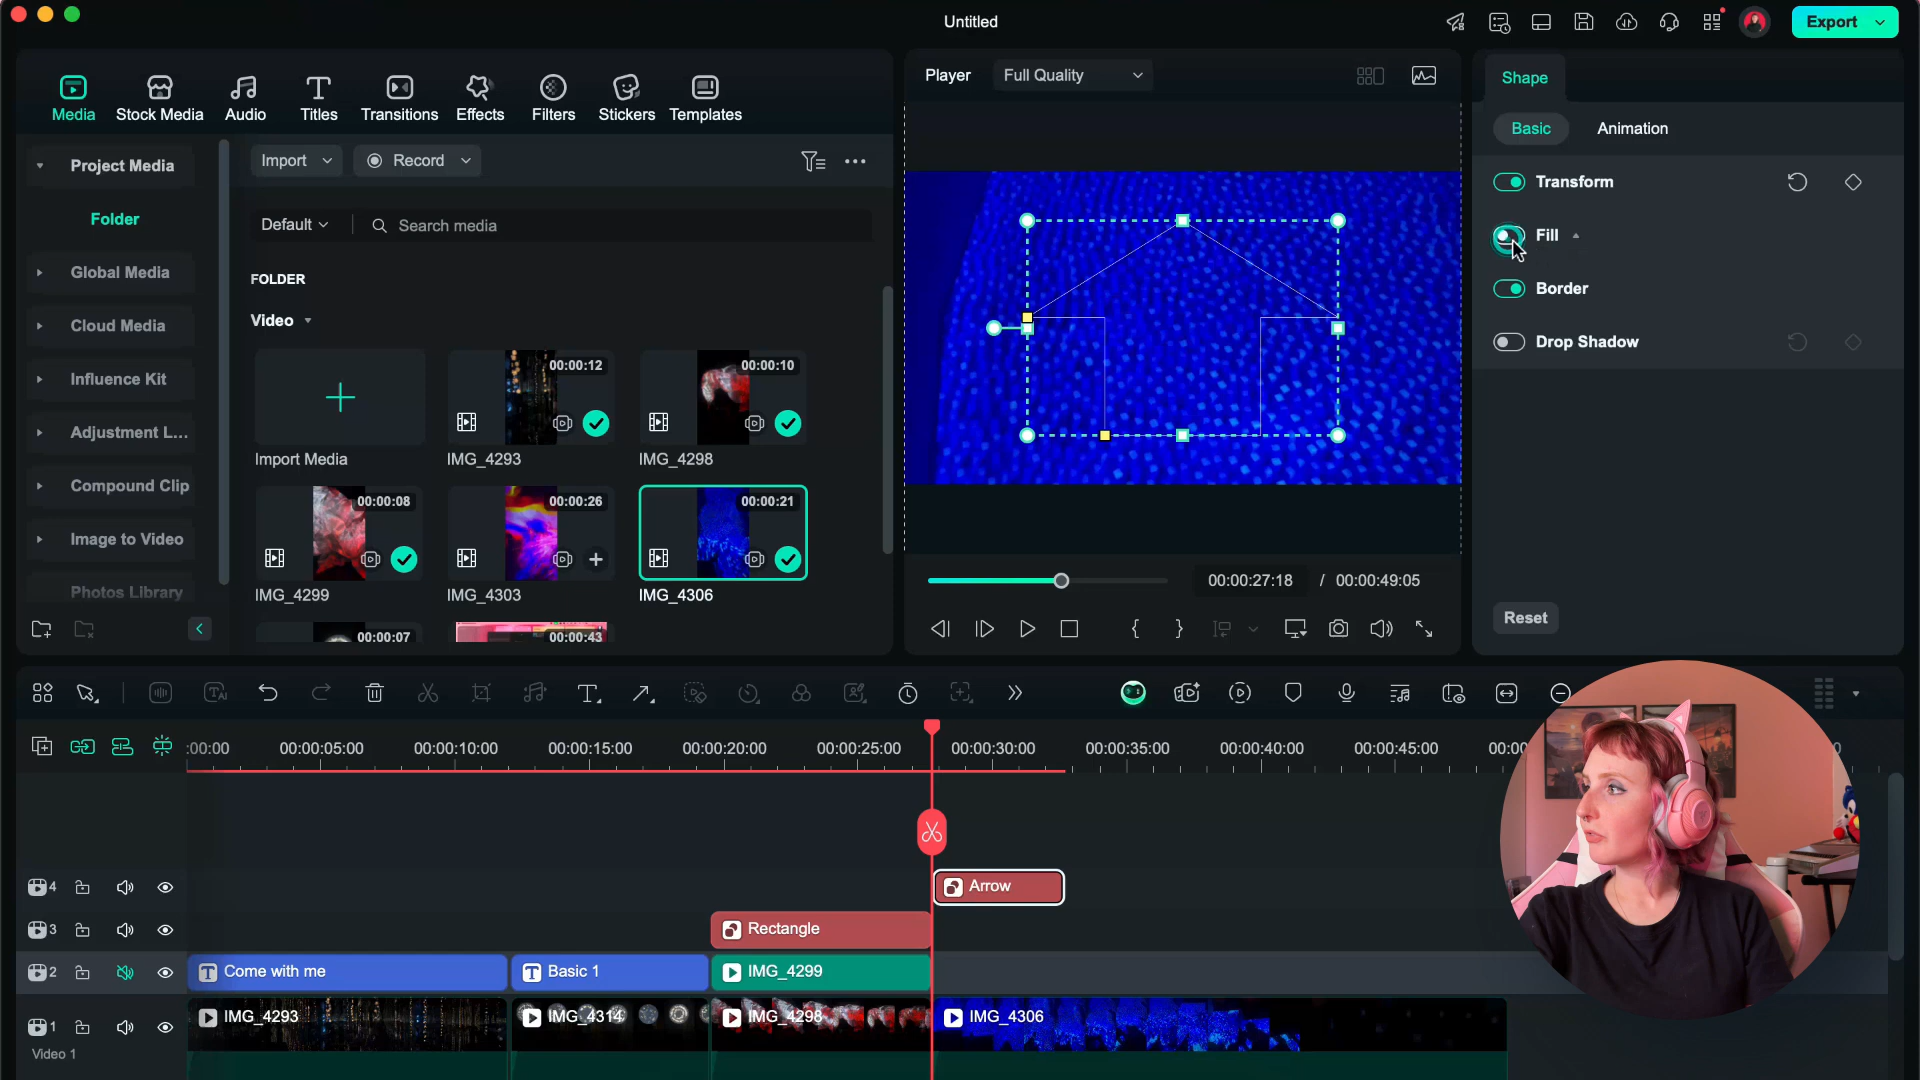 Untitled
Export
Media
Stock Media
Audio
Titles
Transitions
Effects
Filters
Stickers
Templates
Project Media
Folder
Global Media
Cloud Media
Influence Kit
Adjustment L...
Compound Clip
Image to Video
Photos Library
Import
Record
Default
Search media
FOLDER
Video
Import Media
00:00:12
IMG_4293
00:00:10
IMG_4298
00:00:08
IMG_4299
00:00:26
IMG_4303
00:00:21
IMG_4306
00:00:07
00:00:43
Player
Full Quality
00:00:27:18 / 00:00:49:05
Shape
Basic
Animation
Transform
Fill
Border
Drop Shadow
Reset
:00:00
00:00:05:00
00:00:10:00
00:00:15:00
00:00:20:00
00:00:25:00
00:00:30:00
00:00:35:00
00:00:40:00
00:00:45:00
00:00
4
Arrow
3
Rectangle
2
Come with me
Basic 1
IMG_4299
1
IMG_4293
IMG_4314
IMG_4298
IMG_4306
Video 1